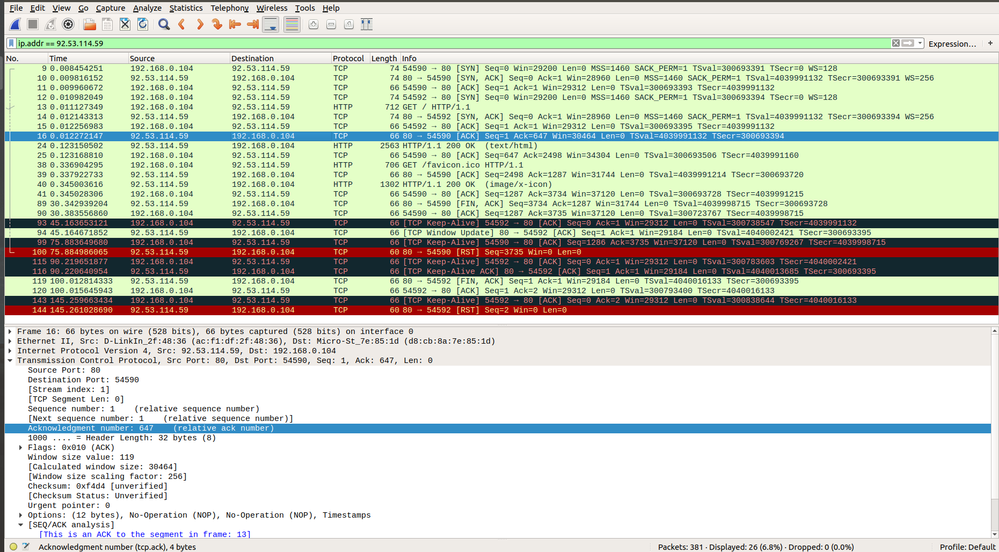 File Edit View Go Capture Analyze Statistics Telephony Wireless Tools Help
ip.addr == 92.53.114.59 Expression... +
No. Time Source Destination Protocol Length Info
9 0.008454251 192.168.0.104 92.53.114.59 TCP 74 54590 → 80 [SYN] Seq=0 Win=29200 Len=0 MSS=1460 SACK_PERM=1 TSval=300693391 TSecr=0 WS=128
10 0.009816152 92.53.114.59 192.168.0.104 TCP 74 80 → 54590 [SYN, ACK] Seq=0 Ack=1 Win=28960 Len=0 MSS=1460 SACK_PERM=1 TSval=4039991132 TSecr=300693391 WS=256
11 0.009960672 192.168.0.104 92.53.114.59 TCP 66 54590 → 80 [ACK] Seq=1 Ack=1 Win=29312 Len=0 TSval=300693393 TSecr=4039991132
12 0.010982049 192.168.0.104 92.53.114.59 TCP 74 54592 → 80 [SYN] Seq=0 Win=29200 Len=0 MSS=1460 SACK_PERM=1 TSval=300693394 TSecr=0 WS=128
13 0.011127349 192.168.0.104 92.53.114.59 HTTP 712 GET / HTTP/1.1
14 0.012143313 92.53.114.59 192.168.0.104 TCP 74 80 → 54592 [SYN, ACK] Seq=0 Ack=1 Win=28960 Len=0 MSS=1460 SACK_PERM=1 TSval=4039991132 TSecr=300693394 WS=256
15 0.012256983 192.168.0.104 92.53.114.59 TCP 66 54592 → 80 [ACK] Seq=1 Ack=1 Win=29312 Len=0 TSval=300693395 TSecr=4039991132
16 0.012272147 92.53.114.59 192.168.0.104 TCP 66 80 → 54590 [ACK] Seq=1 Ack=647 Win=30464 Len=0 TSval=4039991132 TSecr=300693394
24 0.123150502 92.53.114.59 192.168.0.104 HTTP 2563 HTTP/1.1 200 OK (text/html)
25 0.123168810 192.168.0.104 92.53.114.59 TCP 66 54590 → 80 [ACK] Seq=647 Ack=2498 Win=34304 Len=0 TSval=300693506 TSecr=4039991160
38 0.336904295 192.168.0.104 92.53.114.59 HTTP 706 GET /favicon.ico HTTP/1.1
39 0.337922733 92.53.114.59 192.168.0.104 TCP 66 80 → 54590 [ACK] Seq=2498 Ack=1287 Win=31744 Len=0 TSval=4039991214 TSecr=300693720
40 0.345003616 92.53.114.59 192.168.0.104 HTTP 1302 HTTP/1.1 200 OK (image/x-icon)
41 0.345028306 192.168.0.104 92.53.114.59 TCP 66 54590 → 80 [ACK] Seq=1287 Ack=3734 Win=37120 Len=0 TSval=300693728 TSecr=4039991215
89 30.342939204 92.53.114.59 192.168.0.104 TCP 66 80 → 54590 [FIN, ACK] Seq=3734 Ack=1287 Win=31744 Len=0 TSval=4039998715 TSecr=300693728
90 30.383556860 192.168.0.104 92.53.114.59 TCP 66 54590 → 80 [ACK] Seq=1287 Ack=3735 Win=37120 Len=0 TSval=300723767 TSecr=4039998715
93 45.163653121 192.168.0.104 92.53.114.59 TCP 66 [TCP Keep-Alive] 54592 → 80 [ACK] Seq=0 Ack=1 Win=29312 Len=0 TSval=300738547 TSecr=4039991132
94 45.164671852 92.53.114.59 192.168.0.104 TCP 66 [TCP Window Update] 80 → 54592 [ACK] Seq=1 Ack=1 Win=29184 Len=0 TSval=4040002421 TSecr=300693395
99 75.883649680 192.168.0.104 92.53.114.59 TCP 66 [TCP Keep-Alive] 54590 → 80 [ACK] Seq=1286 Ack=3735 Win=37120 Len=0 TSval=300769267 TSecr=4039998715
100 75.884986065 92.53.114.59 192.168.0.104 TCP 60 80 → 54590 [RST] Seq=3735 Win=0 Len=0
115 90.219651877 192.168.0.104 92.53.114.59 TCP 66 [TCP Keep-Alive] 54592 → 80 [ACK] Seq=0 Ack=1 Win=29312 Len=0 TSval=300783603 TSecr=4040002421
116 90.220640954 92.53.114.59 192.168.0.104 TCP 66 [TCP Keep-Alive ACK] 80 → 54592 [ACK] Seq=1 Ack=1 Win=29184 Len=0 TSval=4040013685 TSecr=300693395
119 100.012814333 92.53.114.59 192.168.0.104 TCP 66 80 → 54592 [FIN, ACK] Seq=1 Ack=1 Win=29184 Len=0 TSval=4040016133 TSecr=300693395
120 100.015645943 192.168.0.104 92.53.114.59 TCP 66 54592 → 80 [ACK] Seq=1 Ack=2 Win=29312 Len=0 TSval=300793400 TSecr=4040016133
143 145.259663434 192.168.0.104 92.53.114.59 TCP 66 [TCP Keep-Alive] 54592 → 80 [ACK] Seq=0 Ack=2 Win=29312 Len=0 TSval=300838644 TSecr=4040016133
144 145.261028690 92.53.114.59 192.168.0.104 TCP 60 80 → 54592 [RST] Seq=2 Win=0 Len=0
Frame 16: 66 bytes on wire (528 bits), 66 bytes captured (528 bits) on interface 0
Ethernet II, Src: D-LinkIn_2f:48:36 (ac:f1:df:2f:48:36), Dst: Micro-St_7e:85:1d (d8:cb:8a:7e:85:1d)
Internet Protocol Version 4, Src: 92.53.114.59, Dst: 192.168.0.104
Transmission Control Protocol, Src Port: 80, Dst Port: 54590, Seq: 1, Ack: 647, Len: 0
Source Port: 80
Destination Port: 54590
[Stream index: 1]
[TCP Segment Len: 0]
Sequence number: 1 (relative sequence number)
[Next sequence number: 1 (relative sequence number)]
Acknowledgment number: 647 (relative ack number)
1000 .... = Header Length: 32 bytes (8)
Flags: 0x010 (ACK)
Window size value: 119
[Calculated window size: 30464]
[Window size scaling factor: 256]
Checksum: 0xf4d4 [unverified]
[Checksum Status: Unverified]
Urgent pointer: 0
Options: (12 bytes), No-Operation (NOP), No-Operation (NOP), Timestamps
[SEQ/ACK analysis]
[This is an ACK to the segment in frame: 13]
Acknowledgment number (tcp.ack), 4 bytes Packets: 381 · Displayed: 26 (6.8%) · Dropped: 0 (0.0%) Profile: Default